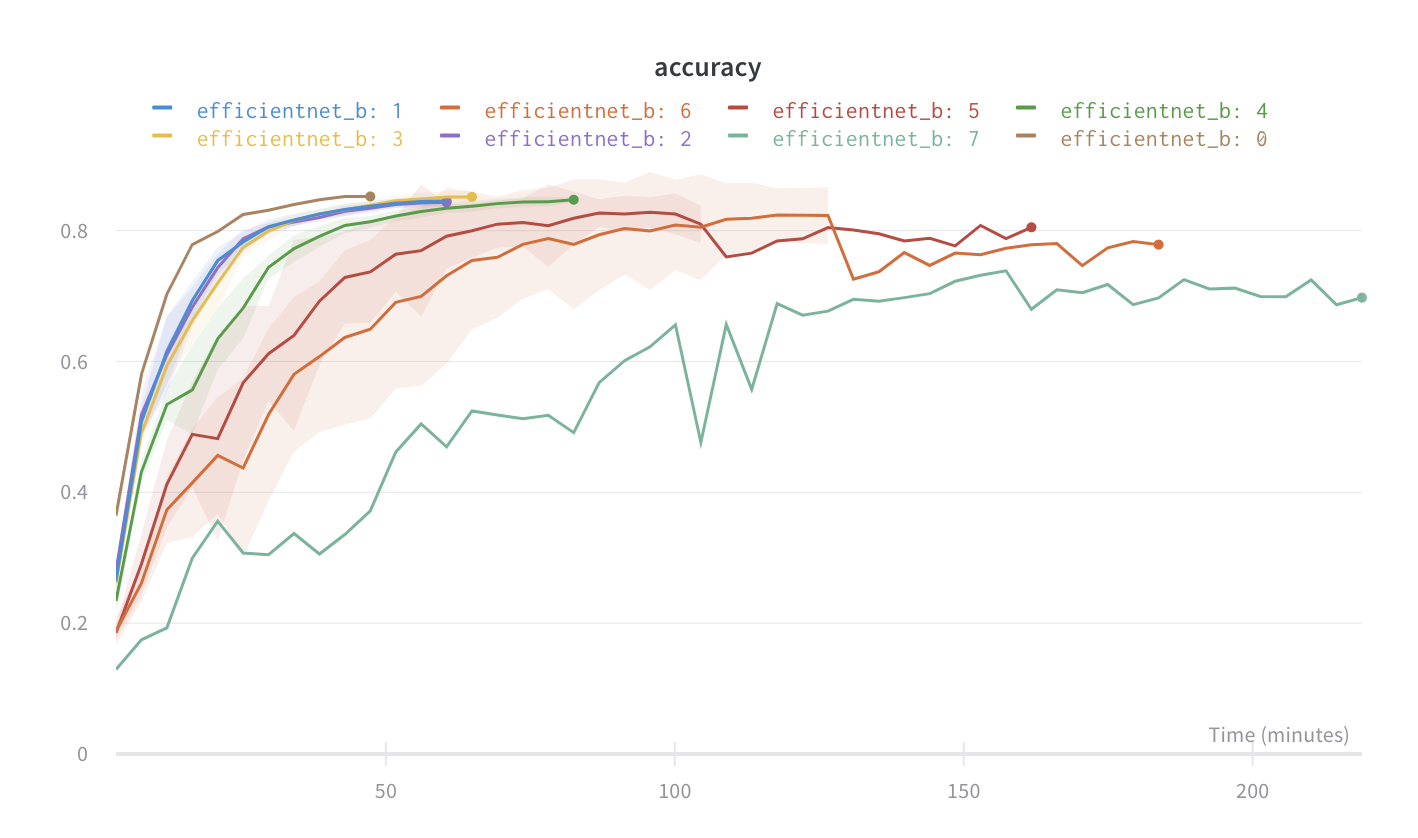 accuracy
efficientnet_b: 1 efficientnet_b: 6 efficientnet_b: 5 efficientnet_b: 4
efficientnet_b: 3 efficientnet_b: 2 efficientnet_b: 7 efficientnet_b: 0
0.8
0.6
0.4
0.2
Time (minutes)
0
50 100 150 200